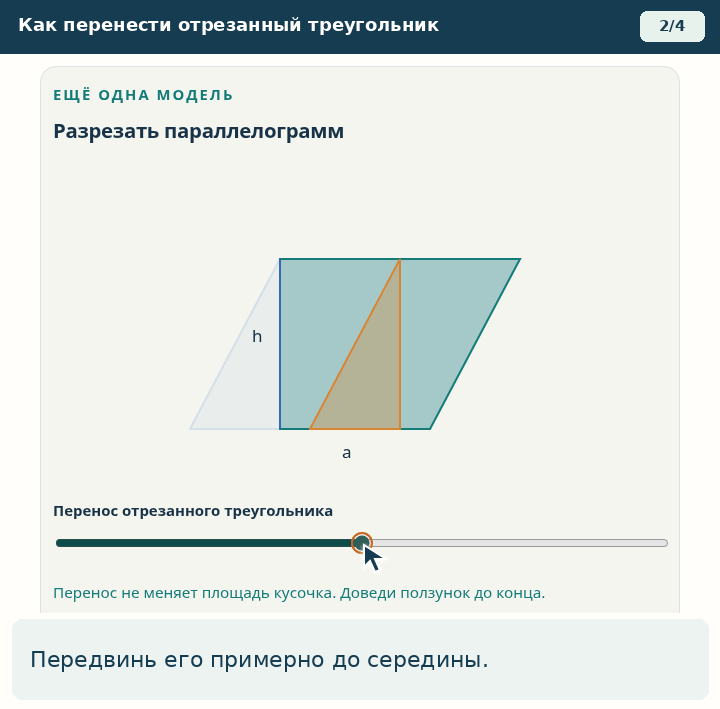 Как перенести отрезанный треугольник
2/4
ЕЩЁ ОДНА МОДЕЛЬ
Разрезать параллелограмм
h
a
Перенос отрезанного треугольника
Перенос не меняет площадь кусочка. Доведи ползунок до конца.
Передвинь его примерно до середины.